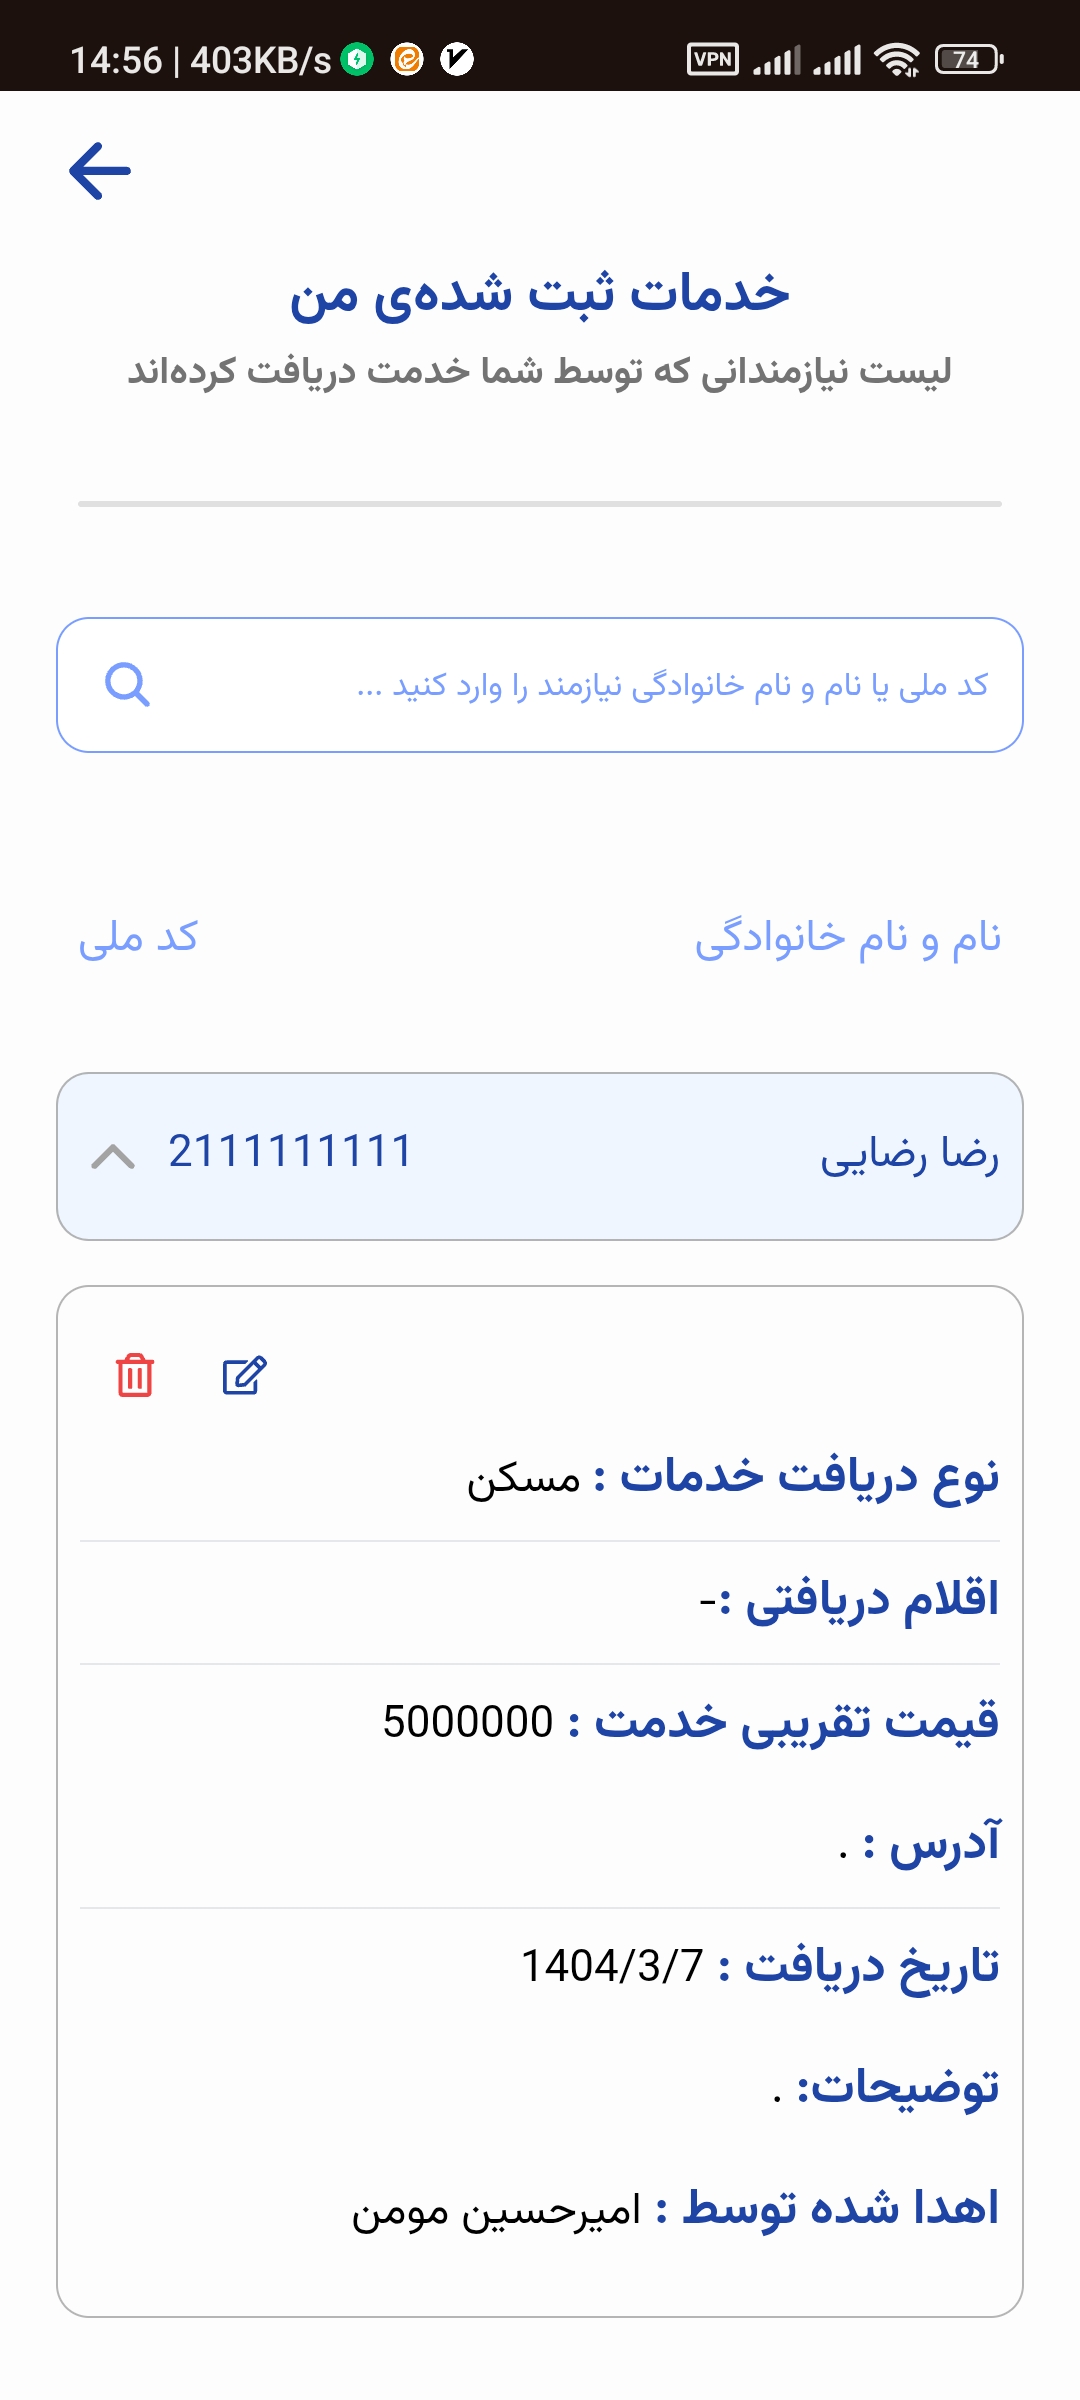 14:56 | 403KB/s VPN 74
خدمات ثبت شده‌ی من
لیست نیازمندانی که توسط شما خدمت دریافت کرده‌اند
کد ملی یا نام و نام خانوادگی نیازمند را وارد کنید ...
نام و نام خانوادگی کد ملی
رضا رضایی 2111111111
نوع دریافت خدمات : مسکن
اقلام دریافتی :-
قیمت تقریبی خدمت : 5000000
آدرس : .
تاریخ دریافت : 1404/3/7
توضیحات: .
اهدا شده توسط : امیرحسین مومن